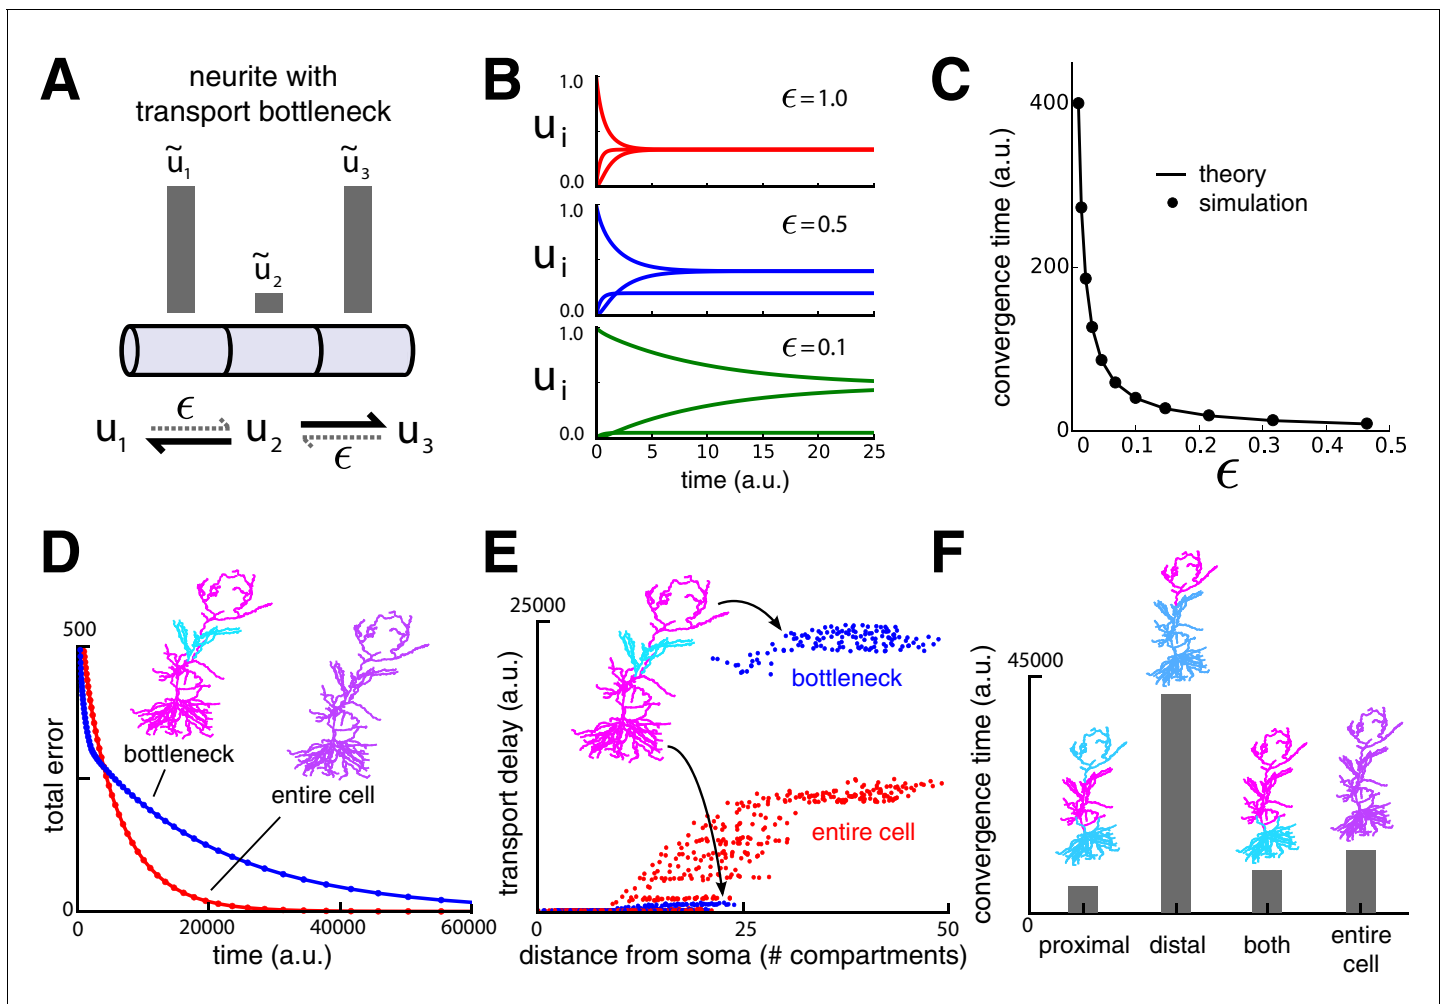 A
neurite with
transport bottleneck
ũ1
ũ2
ũ3
ϵ
u1 u2 u3
ϵ
B
1.0
ui
0.0
ϵ=1.0
1.0
ui
0.0
ϵ=0.5
1.0
ui
0.0
ϵ=0.1
0 5 10 15 20 25
time (a.u.)
C
convergence time (a.u.)
400
200
0
theory
simulation
0 0.1 0.2 0.3 0.4 0.5
ϵ
D
500
total error
0
bottleneck
entire cell
0 20000 40000 60000
time (a.u.)
E
25000
transport delay (a.u.)
bottleneck
entire cell
0 25 50
distance from soma (# compartments)
F
45000
convergence time (a.u.)
0
proximal distal both entire
cell